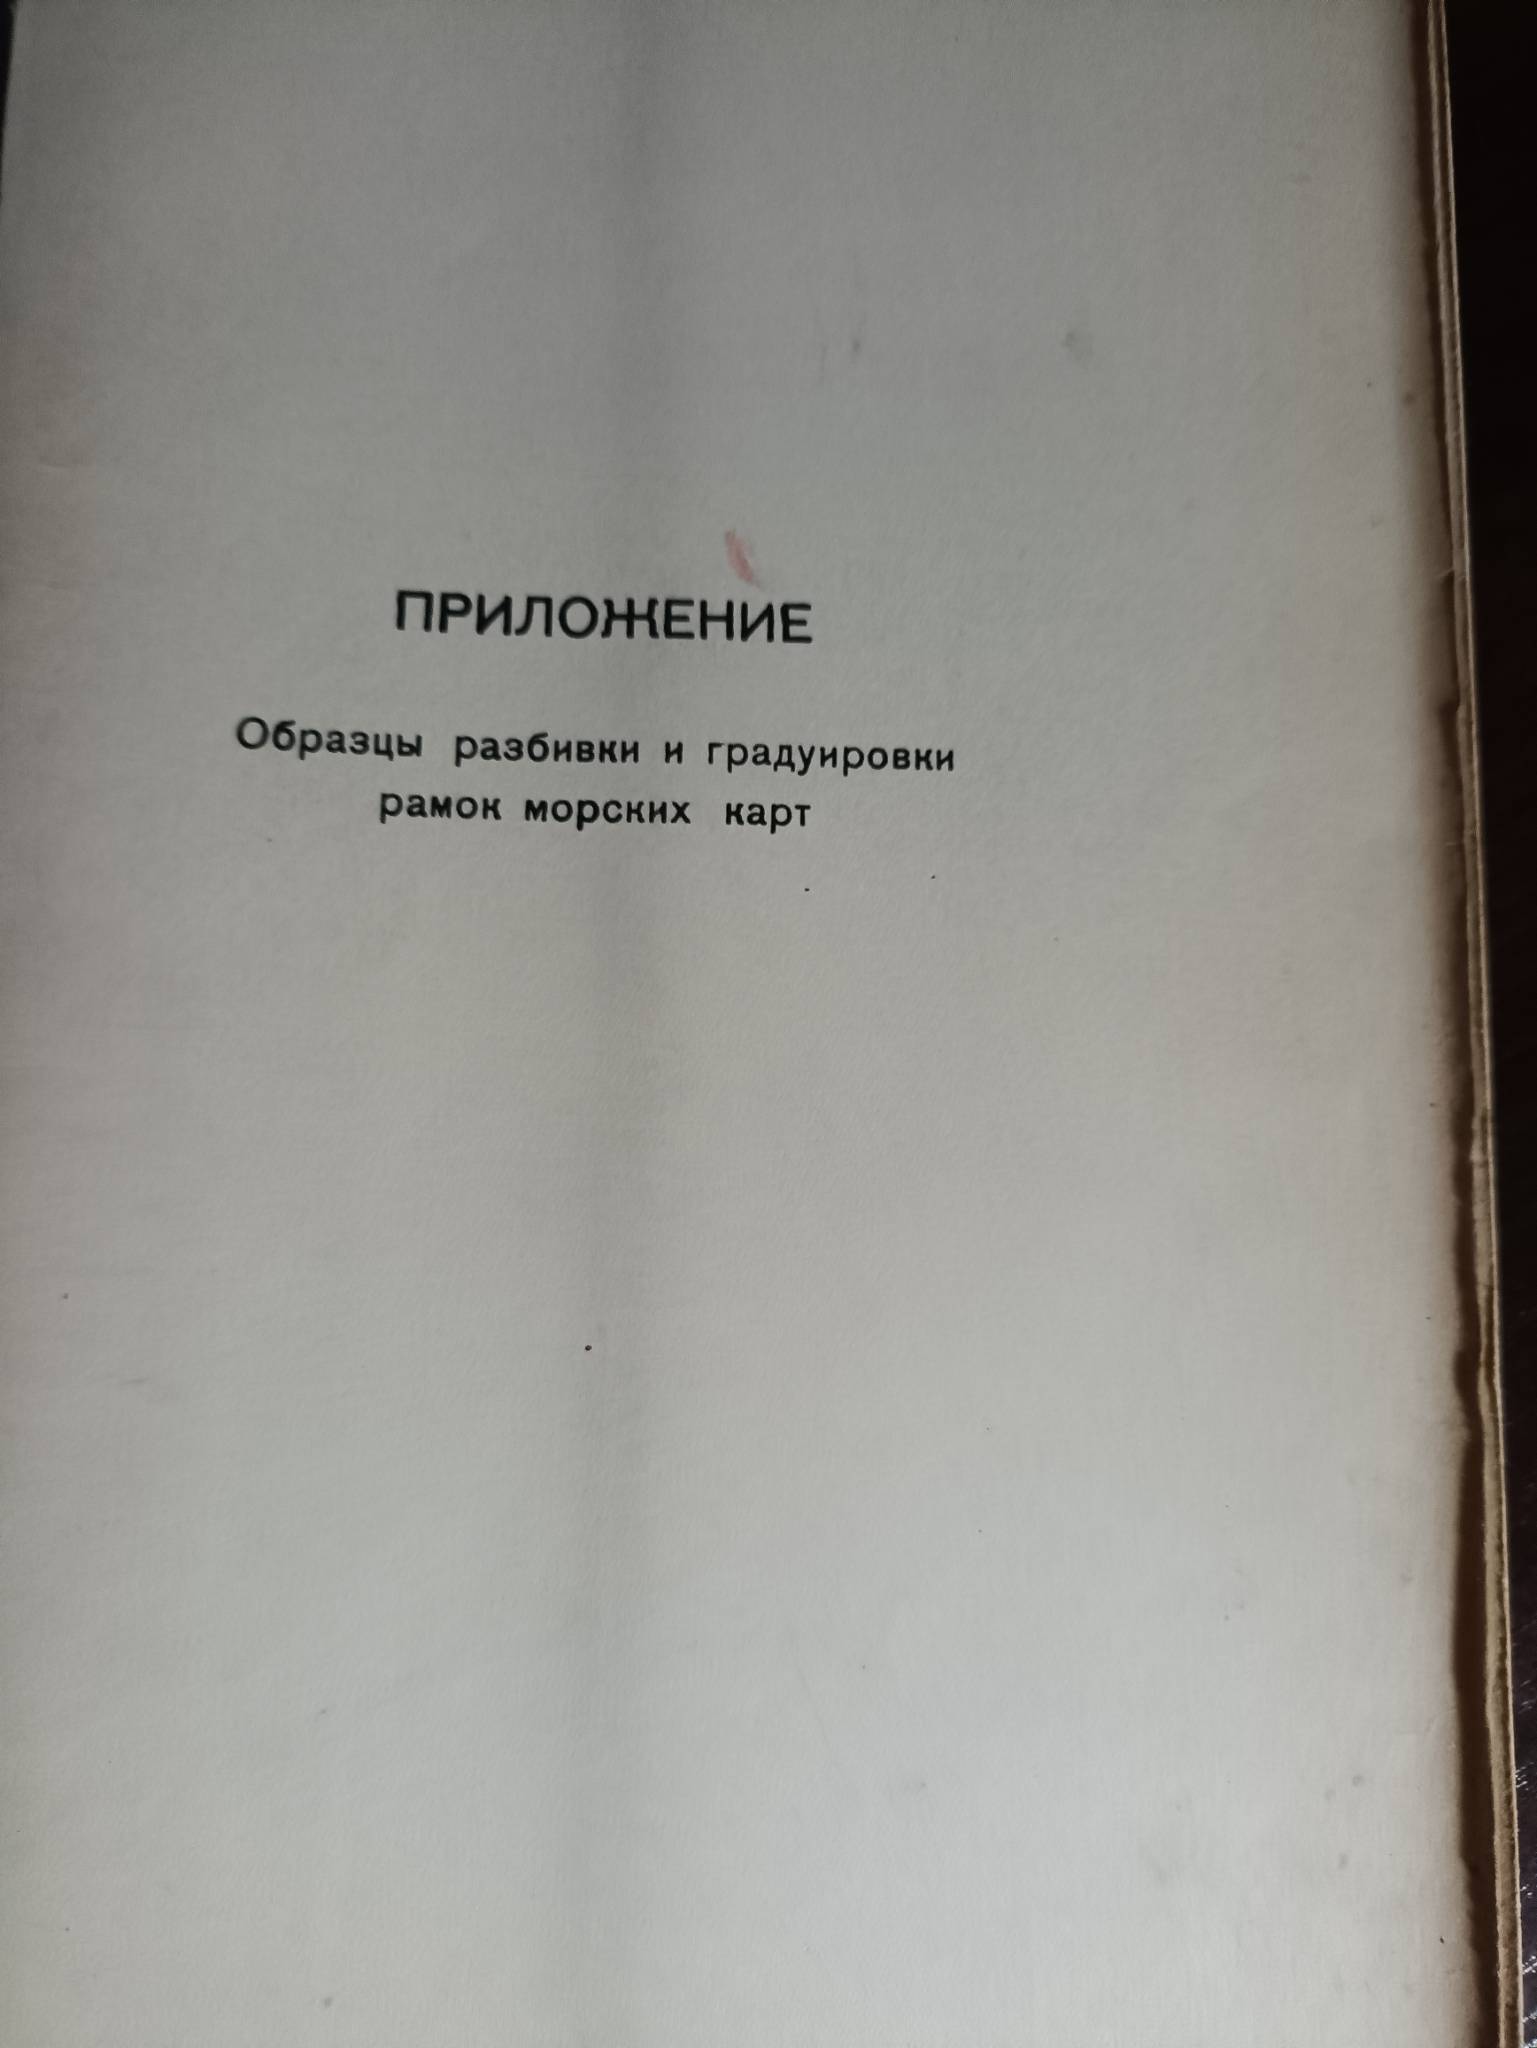 ПРИЛОЖЕНИЕ
Образцы разбивки и градуировки
рамок морских карт